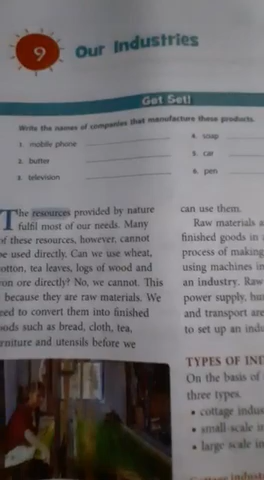 9
Our Industries
Get Set!
Write the names of companies that manufacture these products.
1. mobile phone
2. butter
3. television
4. soap
5. car
6. pen
The resources provided by nature
fulfil most of our needs. Many
of these resources, however, cannot
be used directly. Can we use wheat,
cotton, tea leaves, logs of wood and
iron ore directly? No, we cannot. This
because they are raw materials. We
need to convert them into finished
goods such as bread, cloth, tea,
furniture and utensils before we
can use them.
Raw materials a
finished goods in
process of making
using machines in
an industry. Raw
power supply, hu
and transport are
to set up an indu
TYPES OF IND
On the basis of
three types.
• cottage indus
• small-scale in
• large scale in